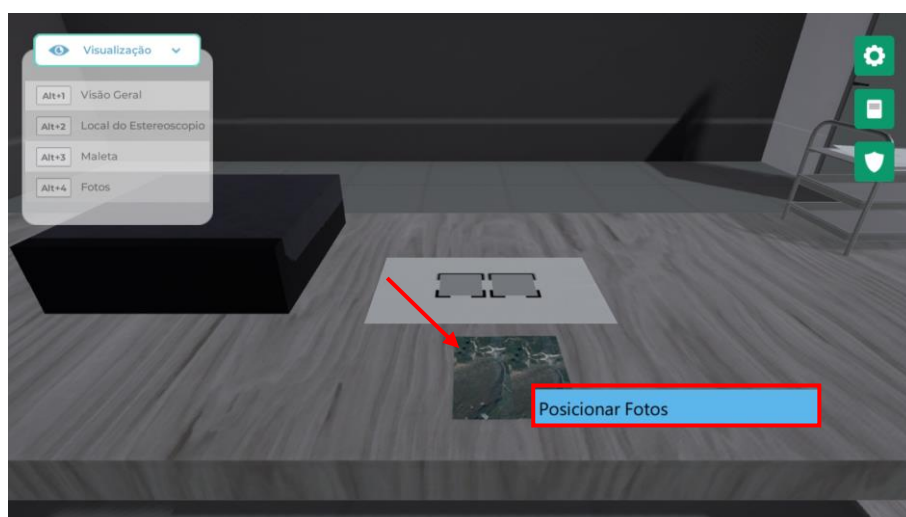 Visualização
Alt+1 Visão Geral
Alt+2 Local do Estereoscopio
Alt+3 Maleta
Alt+4 Fotos
Posicionar Fotos